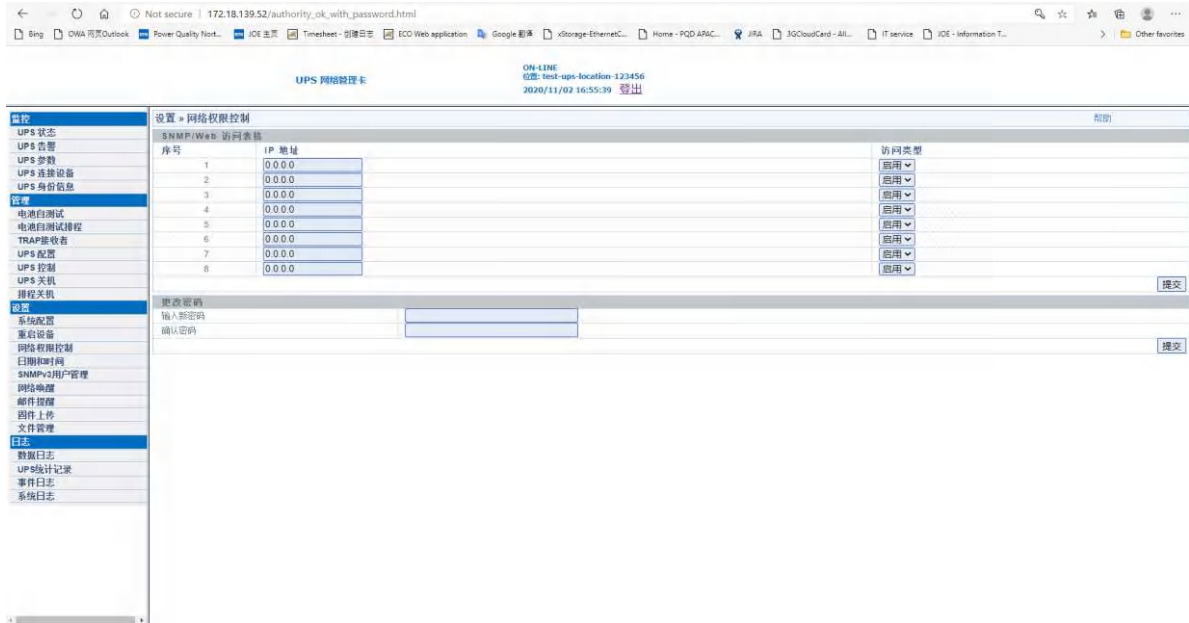 Not secure | 172.18.139.52/authority_ok_with_password.html
Bing OWA 网页Outlook Power Quality Nort... JOE 主页 Timesheet - 创建日志 ECO Web application Google 翻译 xStorage-EthernetC... Home - PQD APAC... JIRA 3GCloudCard - All... IT service JOE - Information T... Other favorites
UPS 网络管理卡
ON-LINE
位置: test-ups-location-123456
2020/11/02 16:55:39 登出
监控
UPS 状态
UPS 告警
UPS 参数
UPS 连接设备
UPS 身份信息
管理
电池自测试
电池自测试排程
TRAP接收者
UPS 配置
UPS 控制
UPS 关机
排程关机
设置
系统配置
重启设备
网络权限控制
日期和时间
SNMPv3用户管理
网络唤醒
邮件提醒
固件上传
文件管理
日志
数据日志
UPS统计记录
事件日志
系统日志
设置 » 网络权限控制 帮助
SNMP/Web 访问表格
序号 IP 地址 访问类型
1 0.0.0.0 启用
2 0.0.0.0 启用
3 0.0.0.0 启用
4 0.0.0.0 启用
5 0.0.0.0 启用
6 0.0.0.0 启用
7 0.0.0.0 启用
8 0.0.0.0 启用
提交
更改密码
输入新密码
确认密码
提交